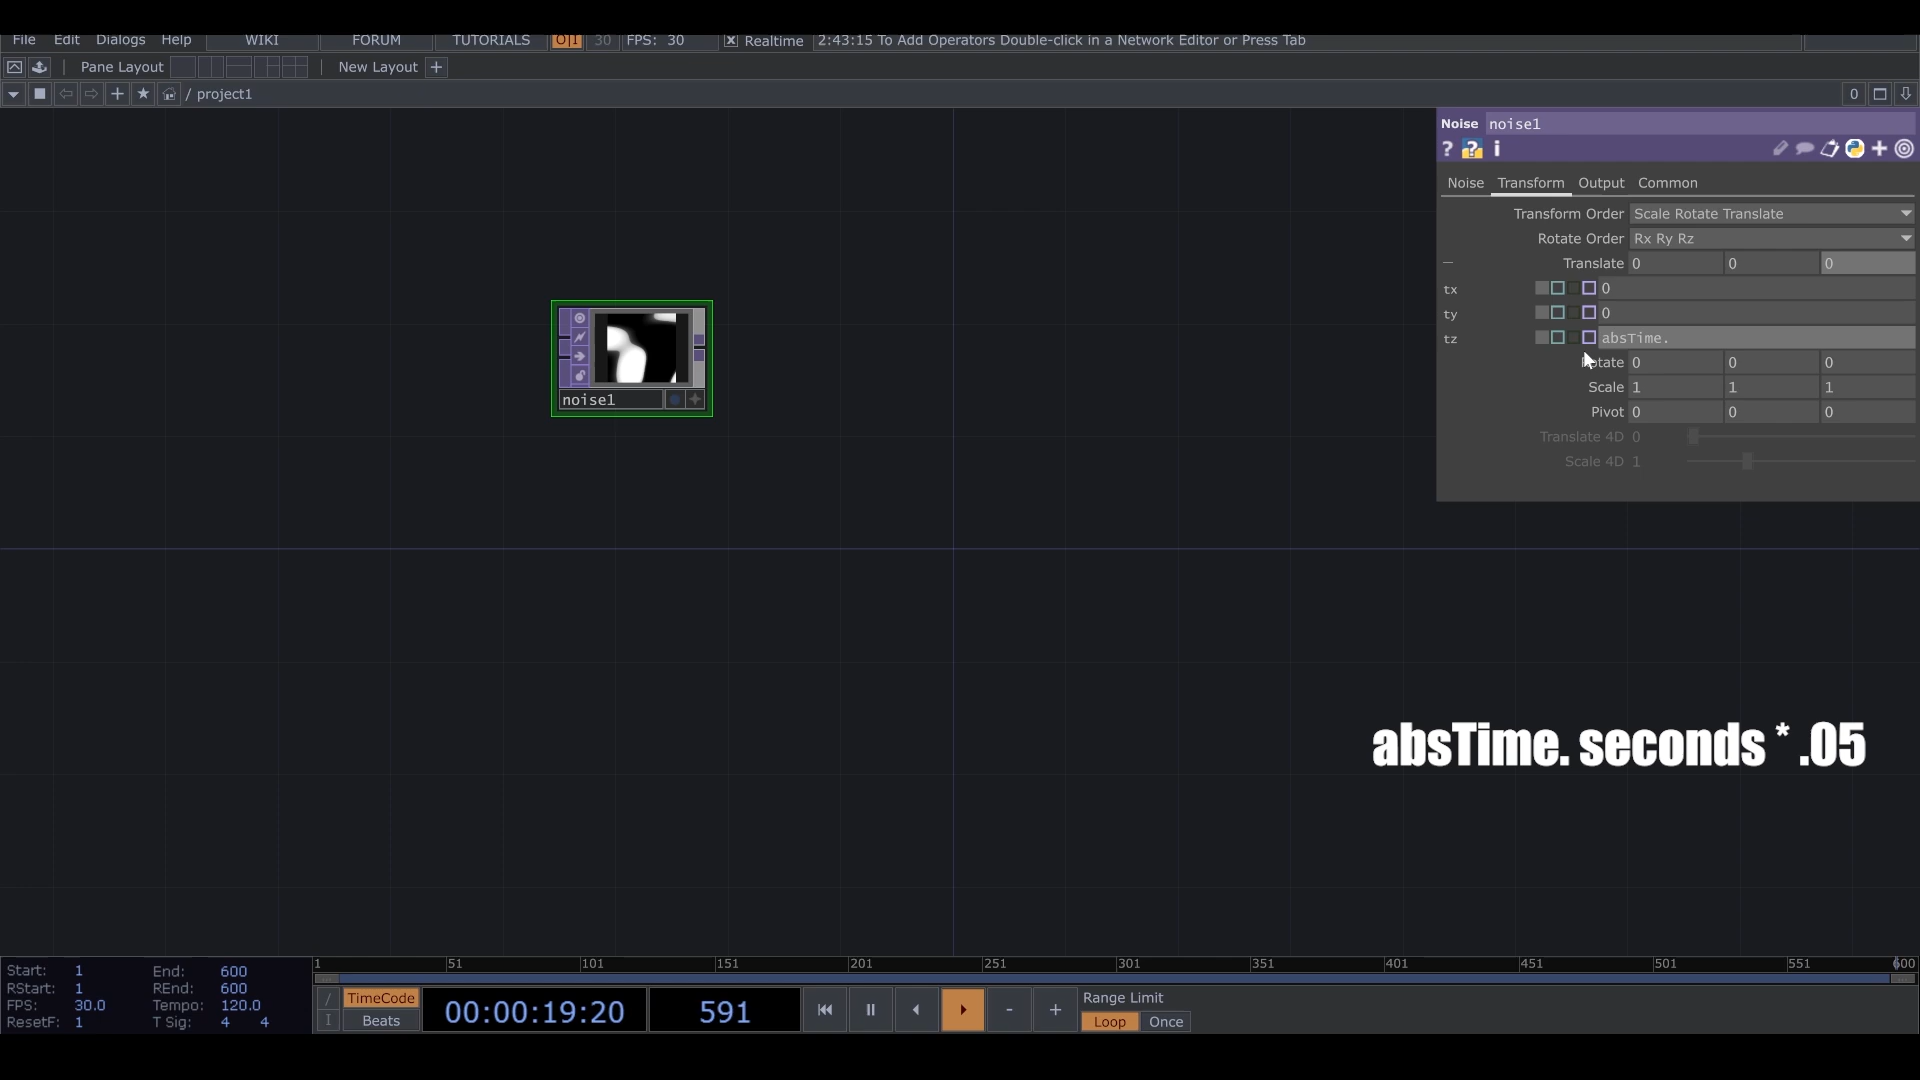 File Edit Dialogs Help WIKI FORUM TUTORIALS O|I 30 FPS: 30 Realtime 2:43:15 To Add Operators Double-click in a Network Editor or Press Tab
Pane Layout New Layout +
/ project1 0
Noise noise1
? ? i
Noise Transform Output Common
Transform Order Scale Rotate Translate
Rotate Order Rx Ry Rz
Translate 0 0 0
tx 0
ty 0
tz absTime.
Rotate 0 0 0
Scale 1 1 1
Pivot 0 0 0
Translate 4D 0
Scale 4D 1
noise1
absTime. seconds * .05
1 51 101 151 201 251 301 351 401 451 501 551 600
Start: 1 End: 600
RStart: 1 REnd: 600
FPS: 30.0 Tempo: 120.0
ResetF: 1 T Sig: 4 4
/ TimeCode
I Beats
00:00:19:20 591 - +
Range Limit
Loop Once